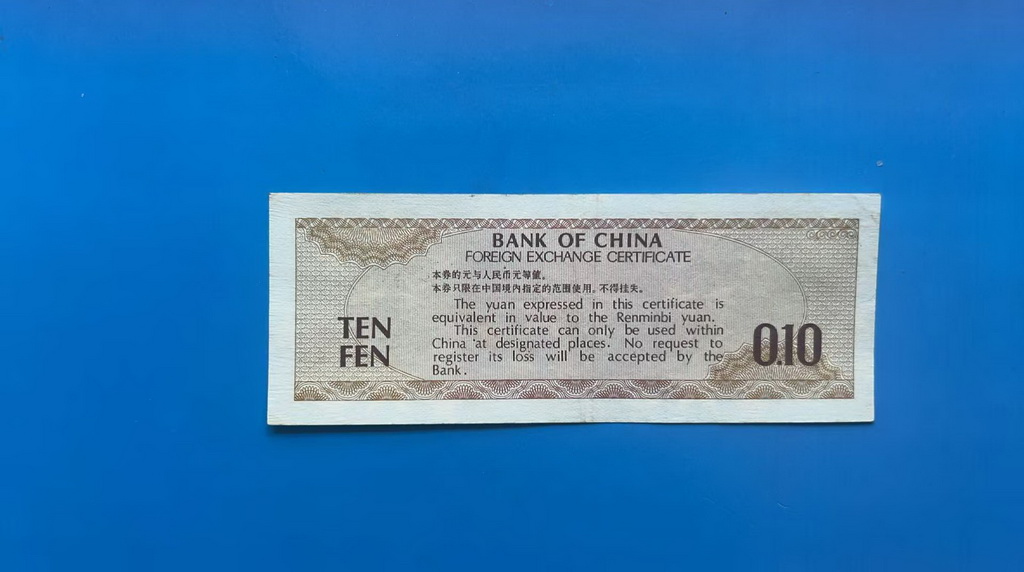 BANK OF CHINA
FOREIGN EXCHANGE CERTIFICATE
本券的元与人民币元等值。
本券只限在中国境内指定的范围使用。不得挂失。
The yuan expressed in this certificate is
equivalent in value to the Renminbi yuan.
This certificate can only be used within
China at designated places. No request to
register its loss will be accepted by the
Bank.
TEN
FEN
0.10